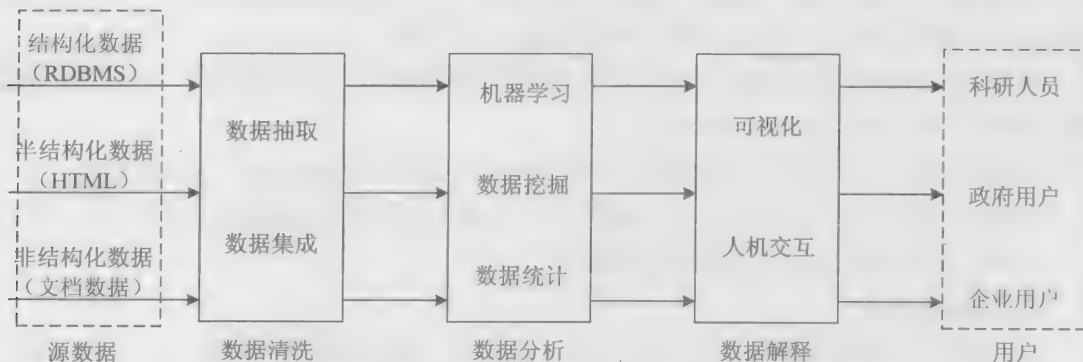 结构化数据
（RDBMS）
半结构化数据
（HTML）
非结构化数据
（文档数据）
源数据
数据抽取
数据集成
数据清洗
机器学习
数据挖掘
数据统计
数据分析
可视化
人机交互
数据解释
科研人员
政府用户
企业用户
用户